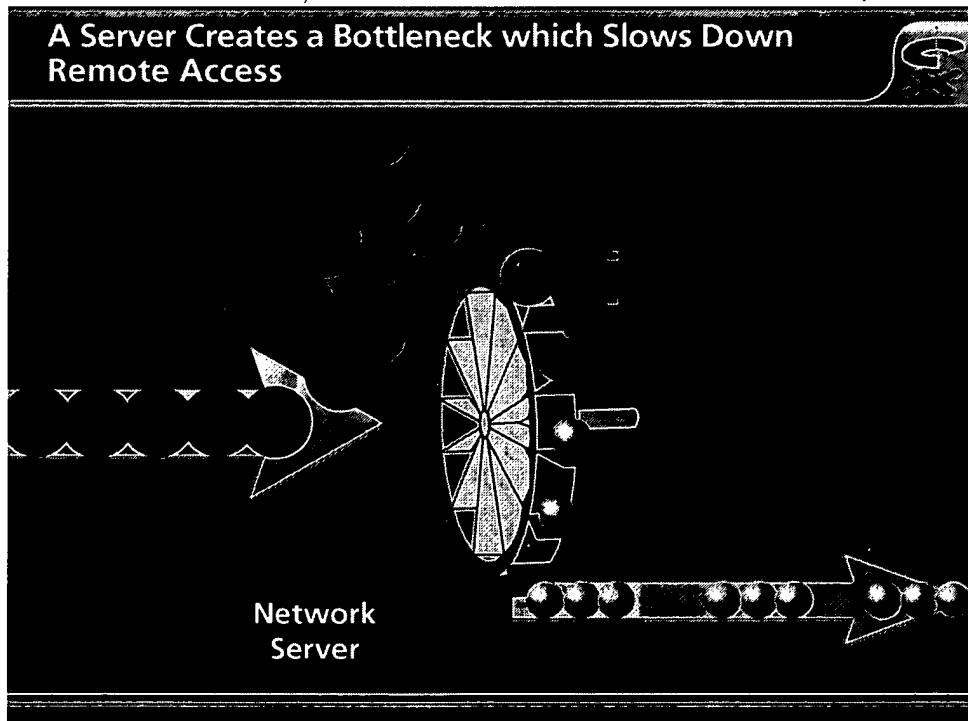 A Server Creates a Bottleneck which Slows Down
Remote Access
Network
Server